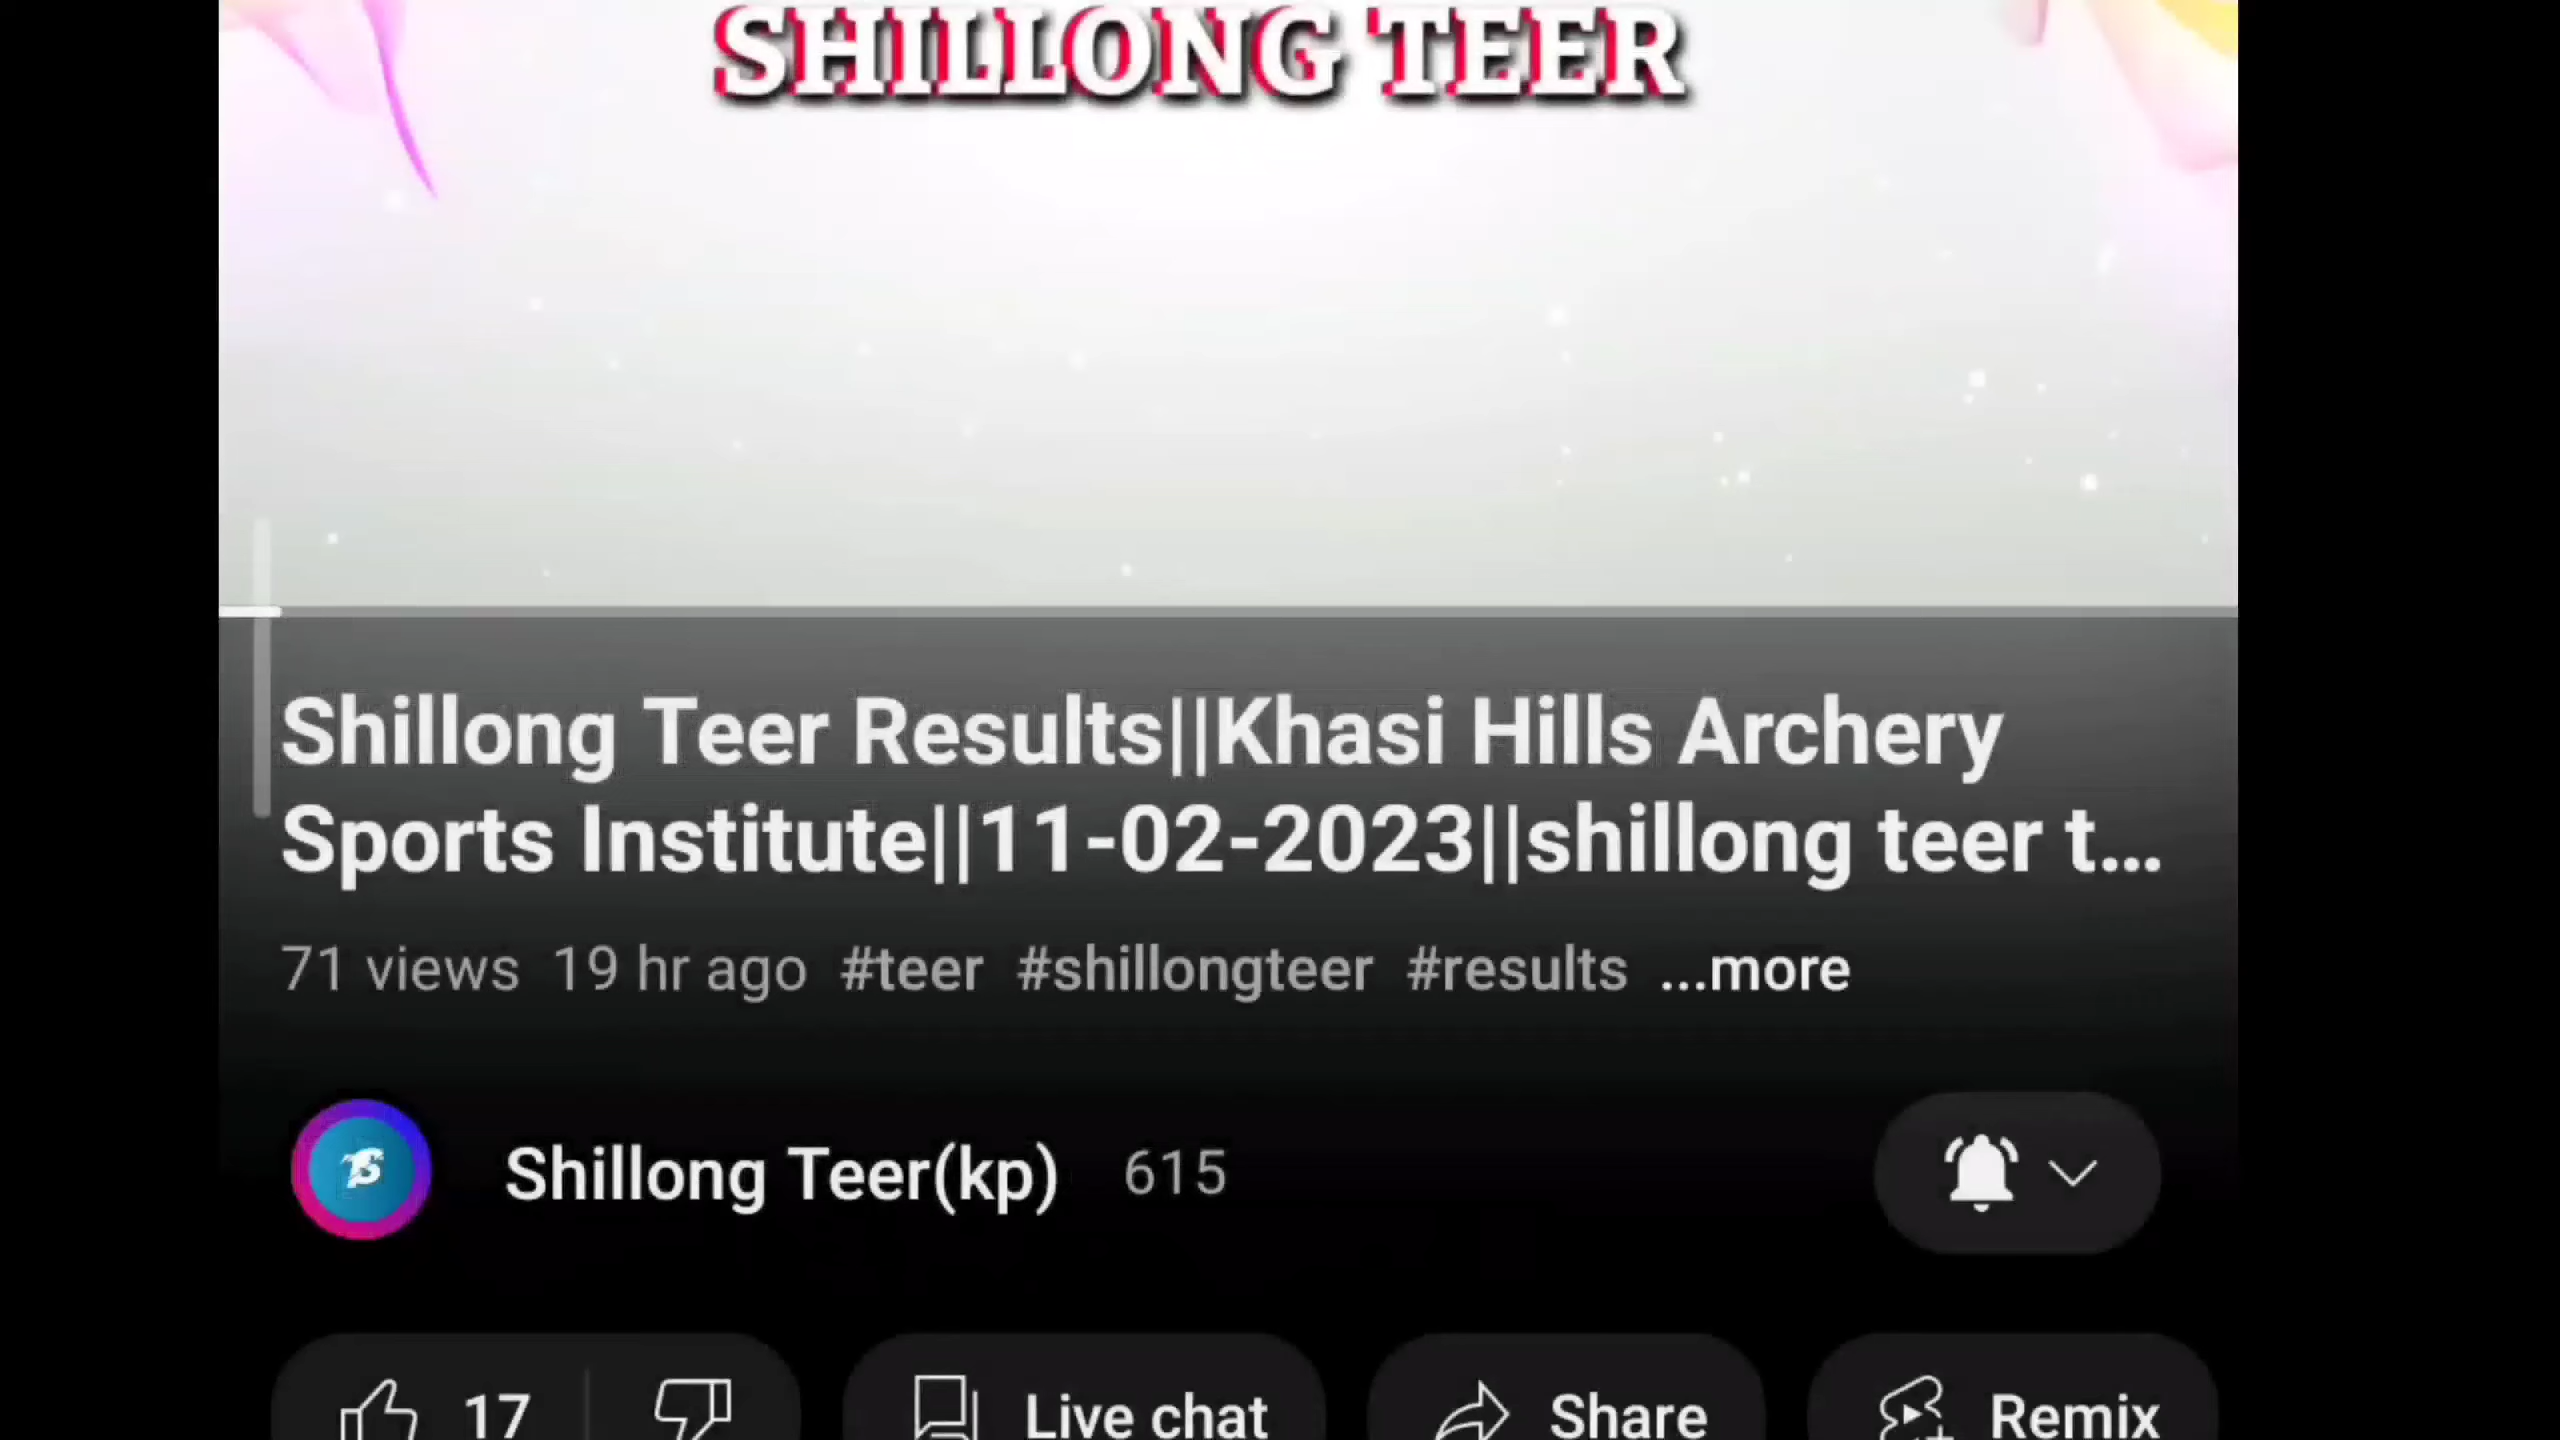 SHILLONG TEER
Shillong Teer Results||Khasi Hills Archery
Sports Institute||11-02-2023||shillong teer t...
71 views 19 hr ago #teer #shillongteer #results ...more
Shillong Teer(kp) 615
17 Live chat Share Remix